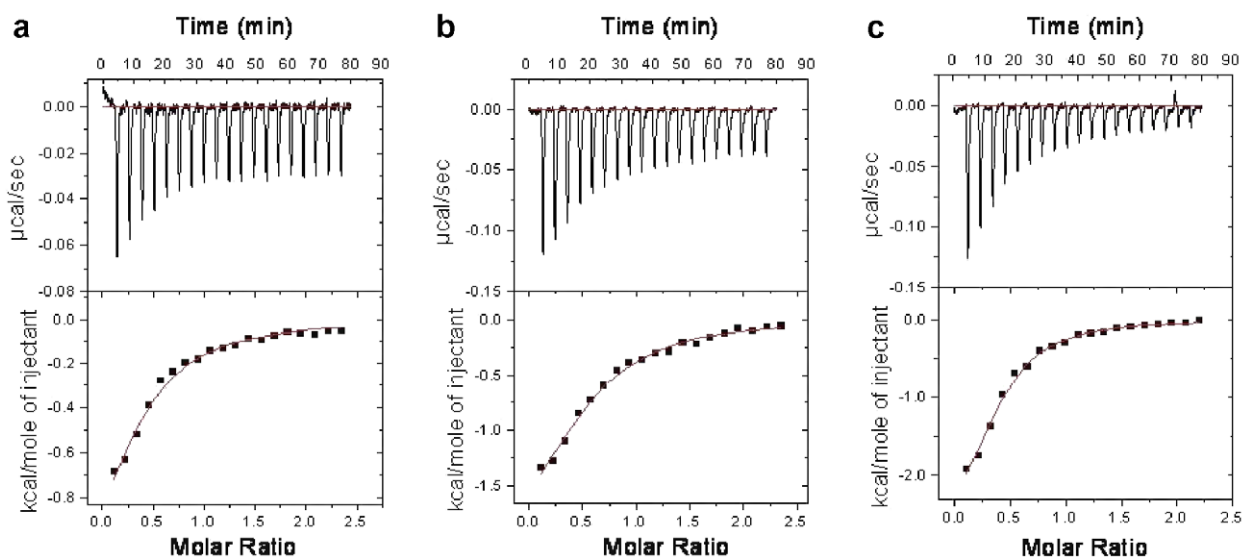 a
Time (min)
0 10 20 30 40 50 60 70 80 90
0.00
-0.02
-0.04
-0.06
-0.08
µcal/sec
0.0
-0.2
-0.4
-0.6
-0.8
kcal/mole of injectant
0.0 0.5 1.0 1.5 2.0 2.5
Molar Ratio
b
Time (min)
0 10 20 30 40 50 60 70 80 90
0.00
-0.05
-0.10
-0.15
µcal/sec
0.0
-0.5
-1.0
-1.5
kcal/mole of injectant
0.0 0.5 1.0 1.5 2.0 2.5
Molar Ratio
c
Time (min)
0 10 20 30 40 50 60 70 80 90
0.00
-0.05
-0.10
-0.15
µcal/sec
0.0
-1.0
-2.0
kcal/mole of injectant
0.0 0.5 1.0 1.5 2.0 2.5
Molar Ratio